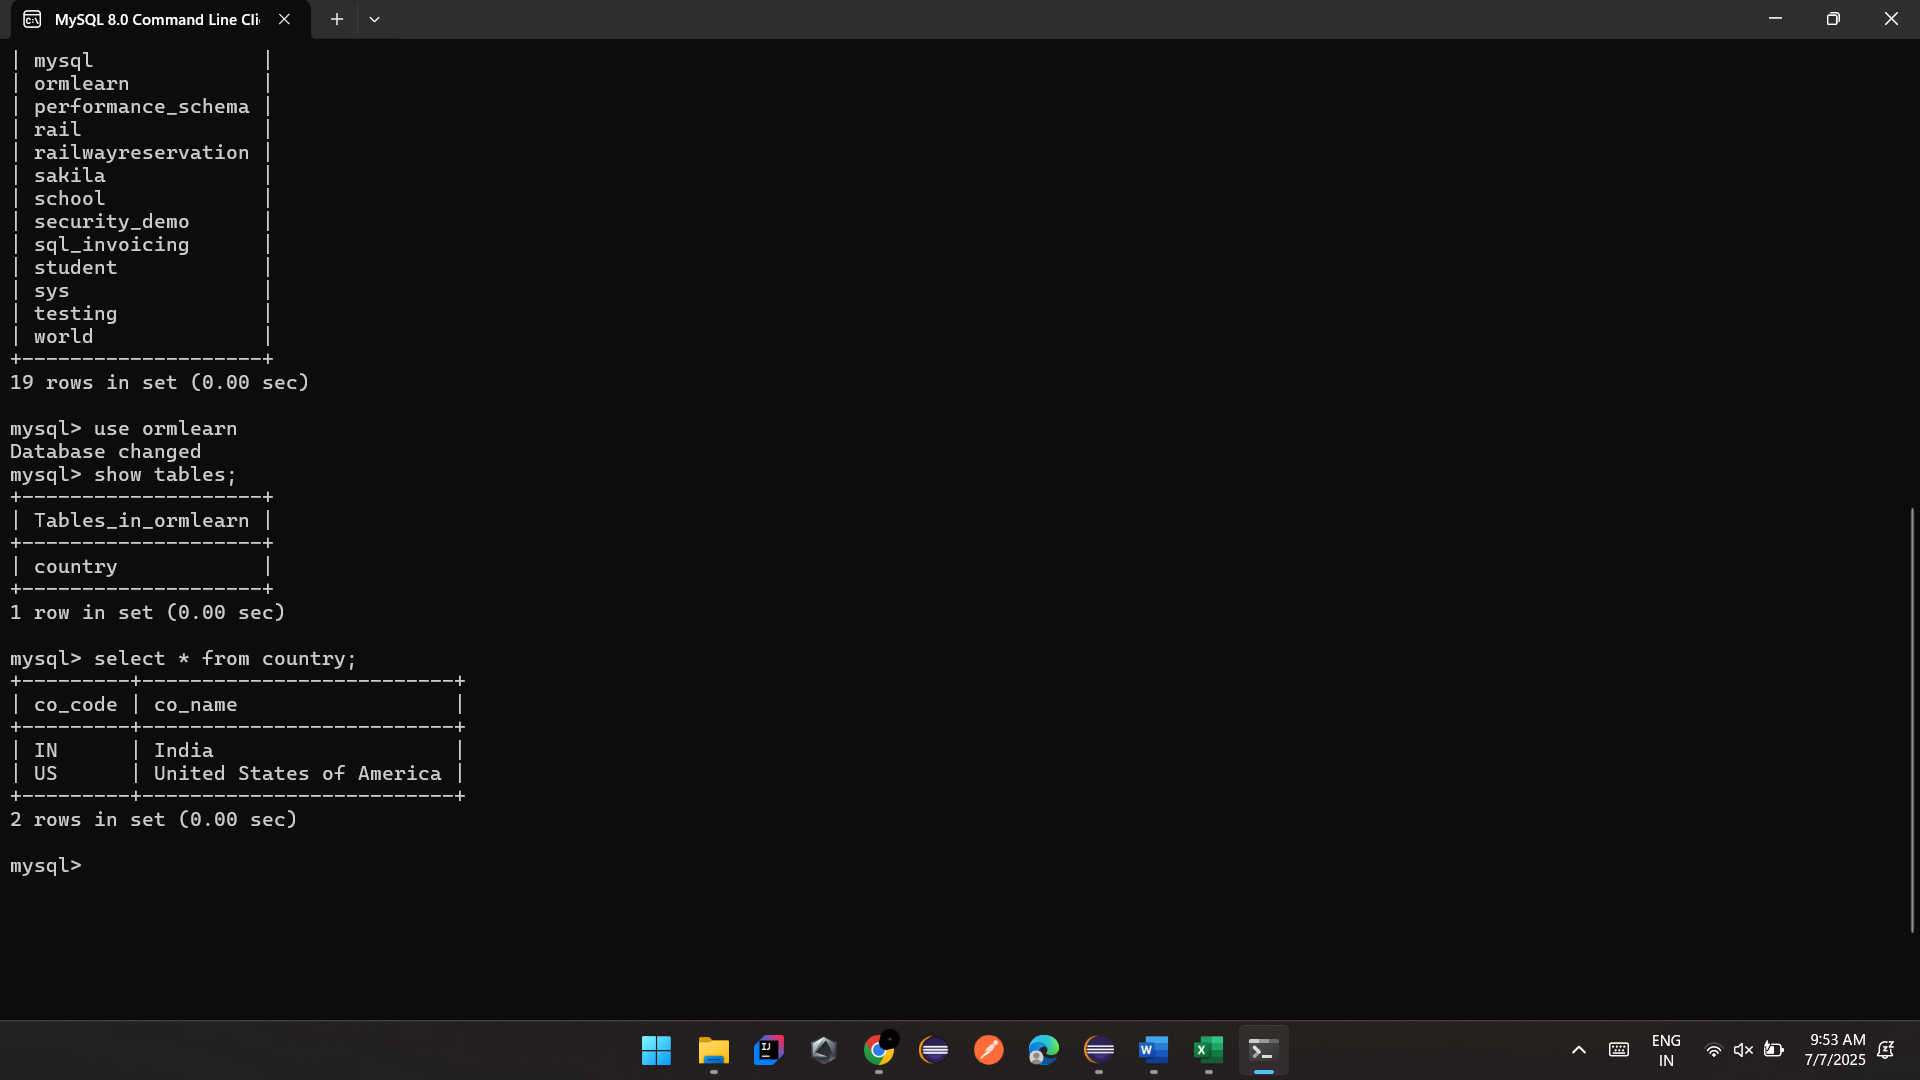 MySQL 8.0 Command Line Cli
| mysql              |
| ormlearn           |
| performance_schema |
| rail               |
| railwayreservation |
| sakila             |
| school             |
| security_demo      |
| sql_invoicing      |
| student            |
| sys                |
| testing            |
| world              |
+--------------------+
19 rows in set (0.00 sec)
mysql> use ormlearn
Database changed
mysql> show tables;
+--------------------+
| Tables_in_ormlearn |
+--------------------+
| country            |
+--------------------+
1 row in set (0.00 sec)
mysql> select * from country;
+---------+--------------------------+
| co_code | co_name                  |
+---------+--------------------------+
| IN      | India                    |
| US      | United States of America |
+---------+--------------------------+
2 rows in set (0.00 sec)
mysql>
ENG
IN
9:53 AM
7/7/2025